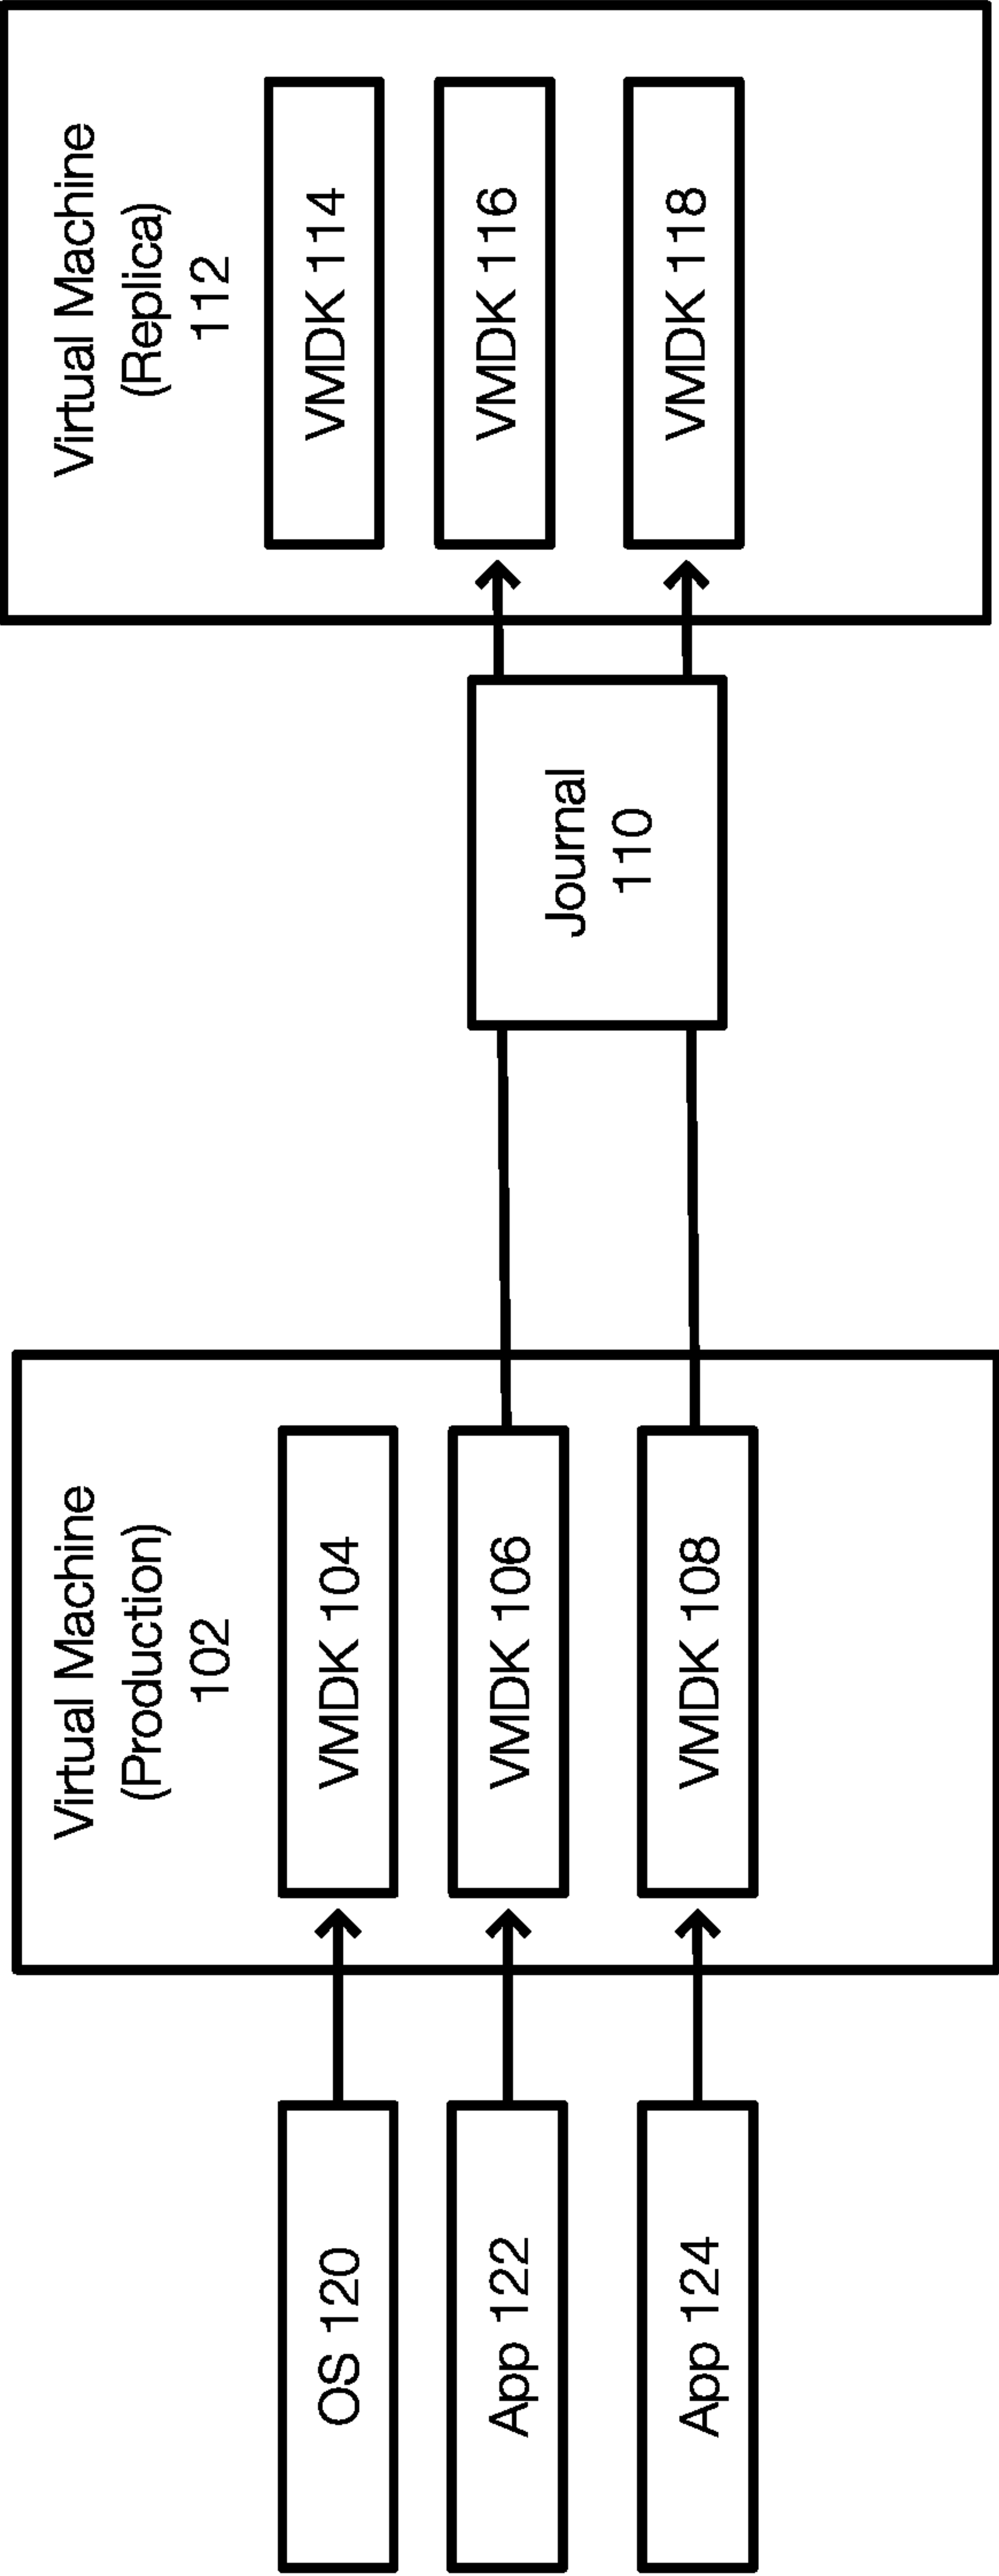 OS 120
App 122
App 124
Virtual Machine
(Production)
102
VMDK 104
VMDK 106
VMDK 108
Journal
110
Virtual Machine
(Replica)
112
VMDK 114
VMDK 116
VMDK 118